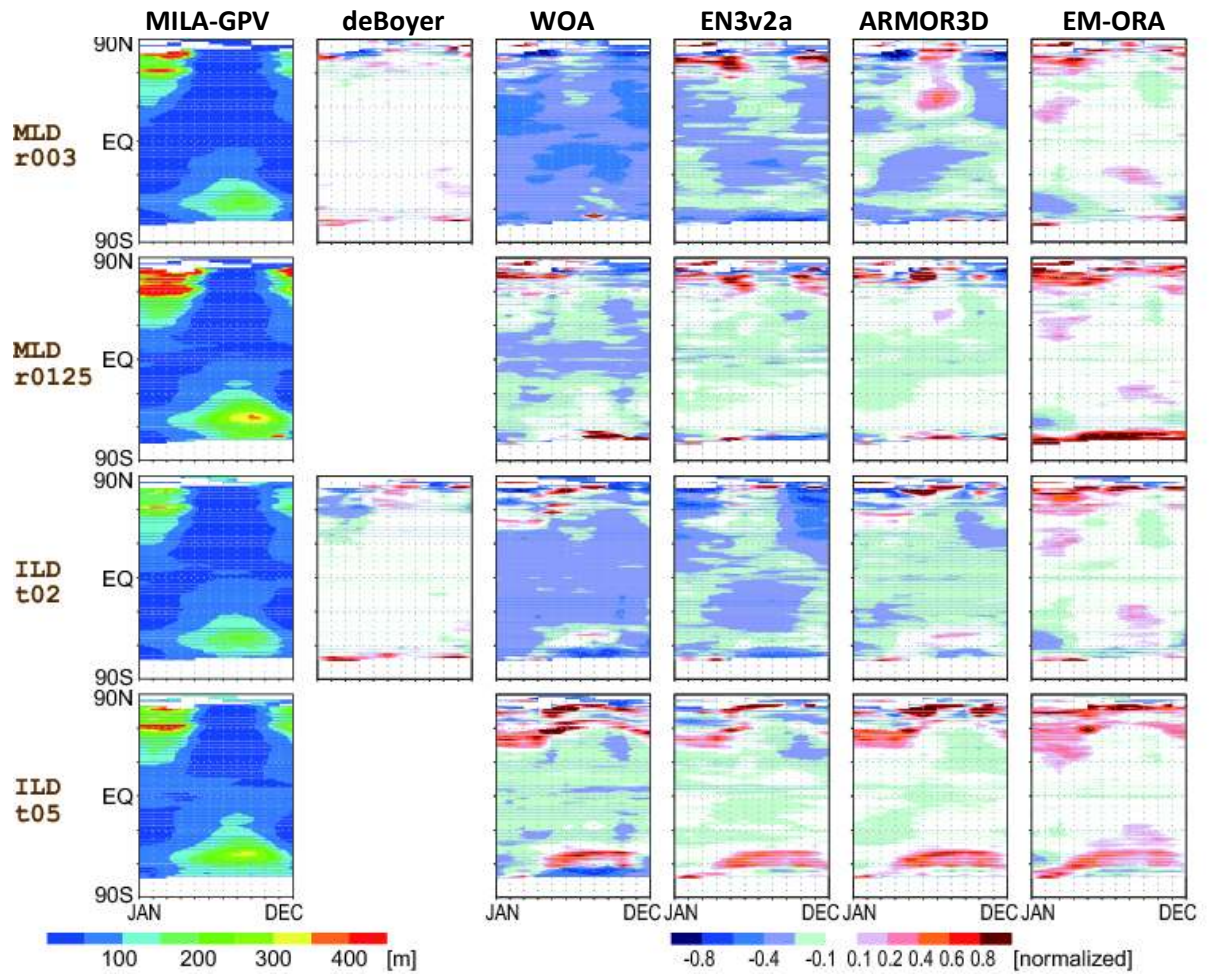 MILA-GPV deBoyer WOA EN3v2a ARMOR3D EM-ORA
90N
MLD
r003
EQ
90S
90N
MLD
r0125
EQ
90S
90N
ILD
t02
EQ
90S
90N
ILD
t05
EQ
90S
JAN DEC JAN DEC JAN DEC JAN DEC JAN DEC
100 200 300 400 [m] -0.8 -0.4 -0.1 0.1 0.2 0.4 0.6 0.8 [normalized]